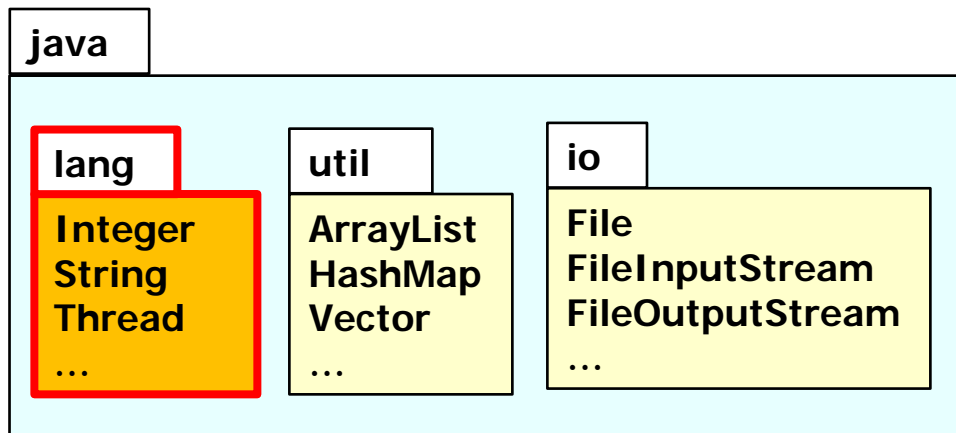 java
lang
Integer
String
Thread
...
util
ArrayList
HashMap
Vector
...
io
File
FileInputStream
FileOutputStream
...